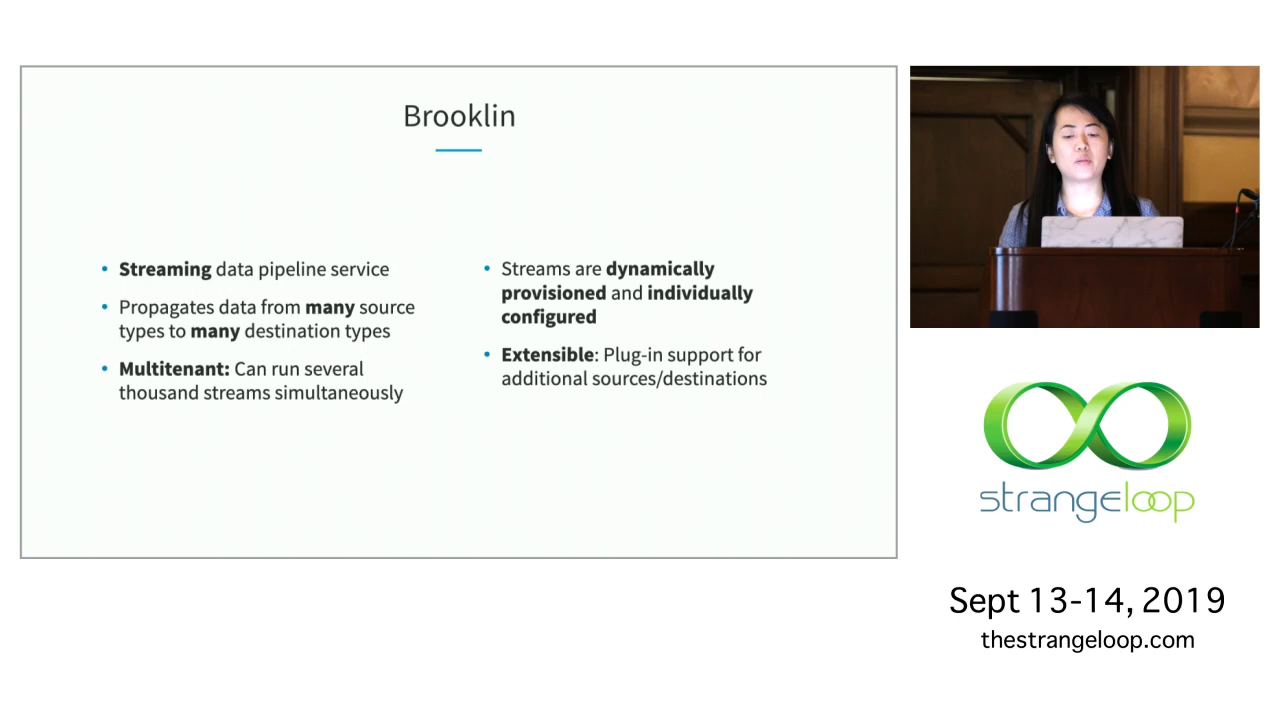 Brooklin
• Streaming data pipeline service
• Propagates data from many source
types to many destination types
• Multitenant: Can run several
thousand streams simultaneously
• Streams are dynamically
provisioned and individually
configured
• Extensible: Plug-in support for
additional sources/destinations
strangeloop
Sept 13-14, 2019
thestrangeloop.com